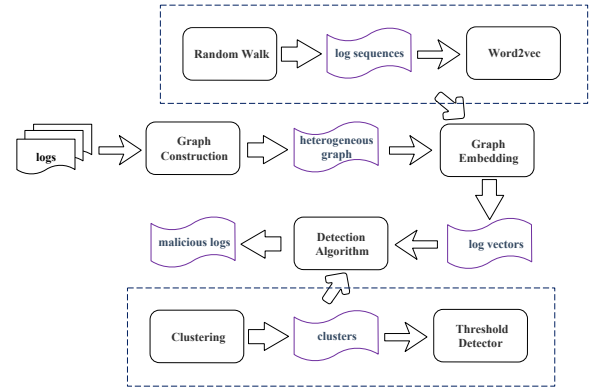 Random Walk
log sequences
Word2vec
logs
Graph
Construction
heterogeneous
graph
Graph
Embedding
malicious logs
Detection
Algorithm
log vectors
Clustering
clusters
Threshold
Detector